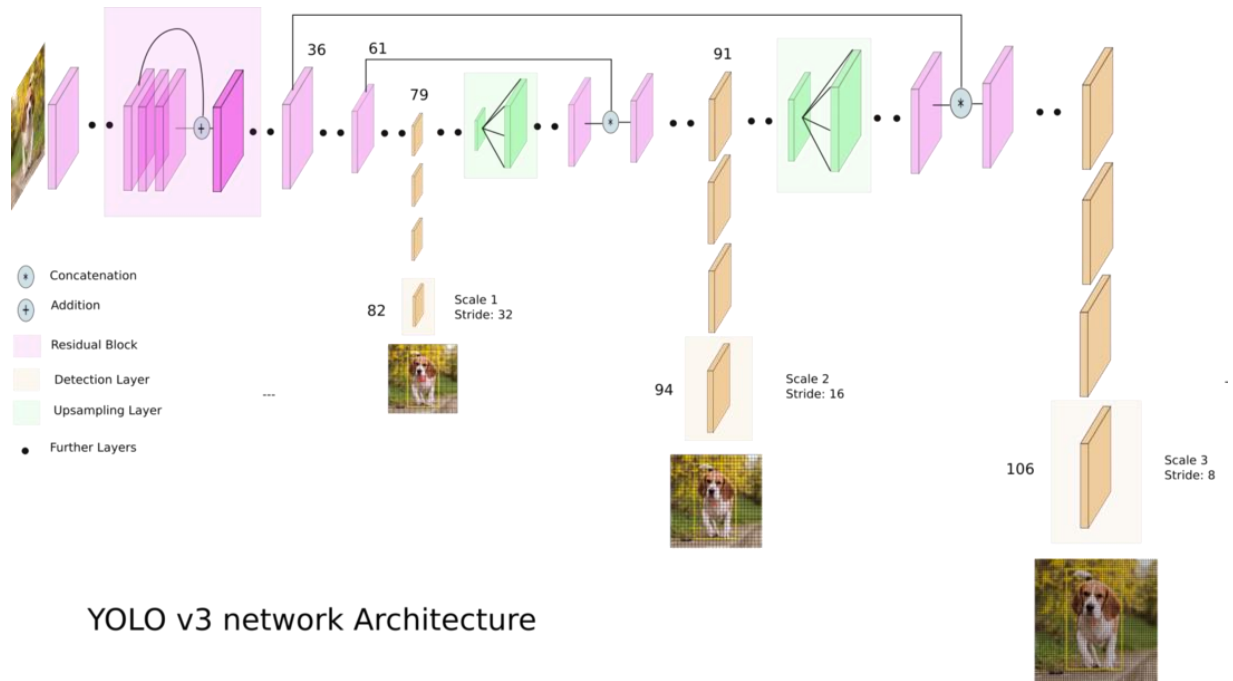 36
61
79
91
Concatenation
Addition
Residual Block
Detection Layer
Upsampling Layer
Further Layers
---
82
Scale 1
Stride: 32
94
Scale 2
Stride: 16
106
Scale 3
Stride: 8
-
YOLO v3 network Architecture